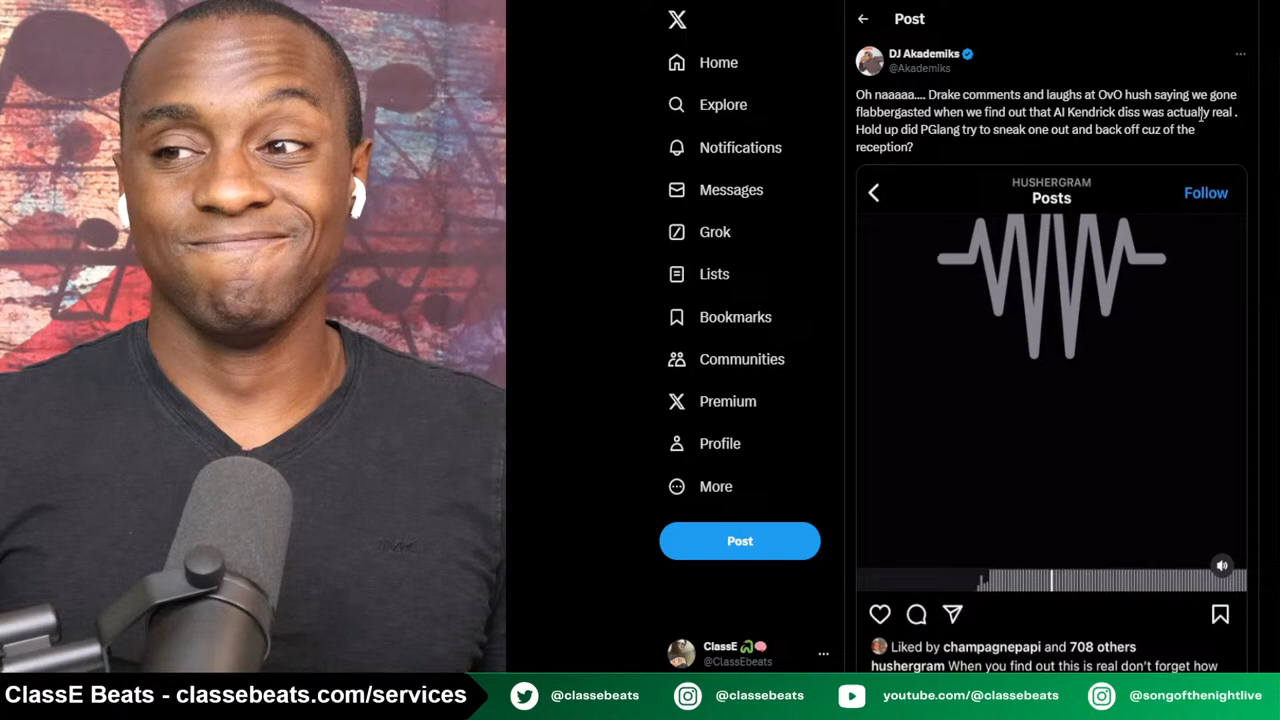 Post
DJ Akademiks
@Akademiks
Oh naaaaa.... Drake comments and laughs at OvO hush saying we gone
flabbergasted when we find out that AI Kendrick diss was actually real .
Hold up did PGlang try to sneak one out and back off cuz of the
reception?
HUSHERGRAM
Posts
Follow
Liked by champagnepapi and 708 others
hushergram When you find out this is real don't forget how
Home
Explore
Notifications
Messages
Grok
Lists
Bookmarks
Communities
Premium
Profile
More
Post
ClassE
@ClassEbeats
ClassE Beats - classebeats.com/services
@classebeats
@classebeats
youtube.com/@classebeats
@songofthenightlive